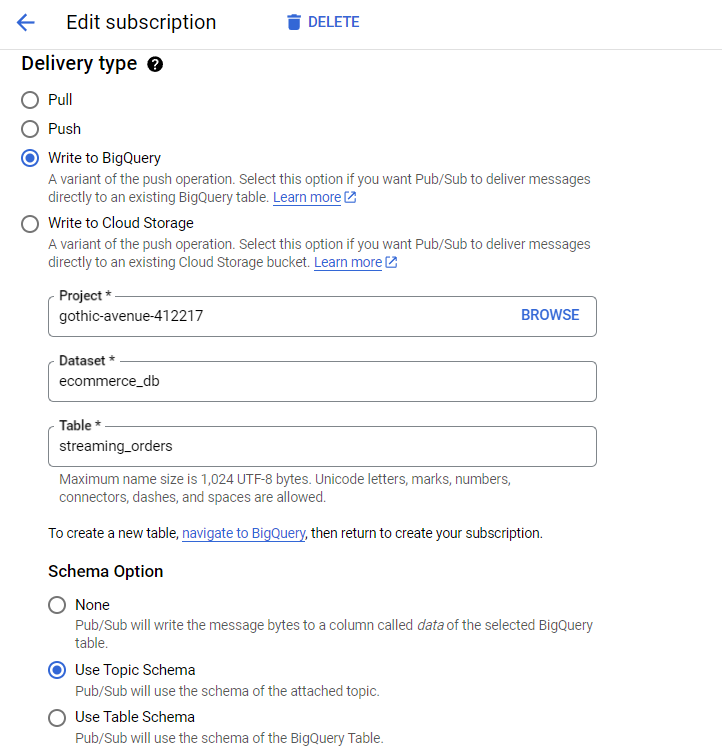 Edit subscription
DELETE
Delivery type
Pull
Push
Write to BigQuery
A variant of the push operation. Select this option if you want Pub/Sub to deliver messages
directly to an existing BigQuery table. Learn more
Write to Cloud Storage
A variant of the push operation. Select this option if you want Pub/Sub to deliver messages
directly to an existing Cloud Storage bucket. Learn more
Project *
gothic-avenue-412217
BROWSE
Dataset *
ecommerce_db
Table *
streaming_orders
Maximum name size is 1,024 UTF-8 bytes. Unicode letters, marks, numbers,
connectors, dashes, and spaces are allowed.
To create a new table, navigate to BigQuery, then return to create your subscription.
Schema Option
None
Pub/Sub will write the message bytes to a column called data of the selected BigQuery
table.
Use Topic Schema
Pub/Sub will use the schema of the attached topic.
Use Table Schema
Pub/Sub will use the schema of the BigQuery Table.